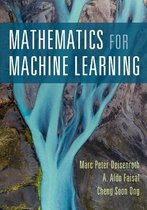 MATHEMATICS FOR
MACHINE LEARNING
Marc Peter Deisenroth
A. Aldo Faisal
Cheng Soon Ong